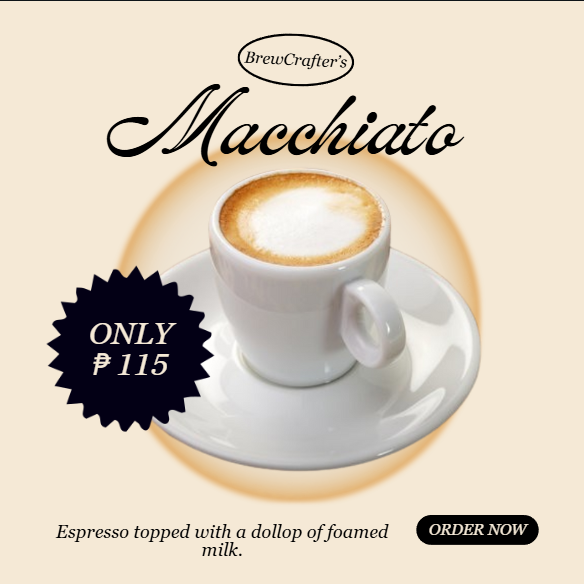 BrewCrafter's
Macchiato
ONLY
₱ 115
Espresso topped with a dollop of foamed
milk.
ORDER NOW